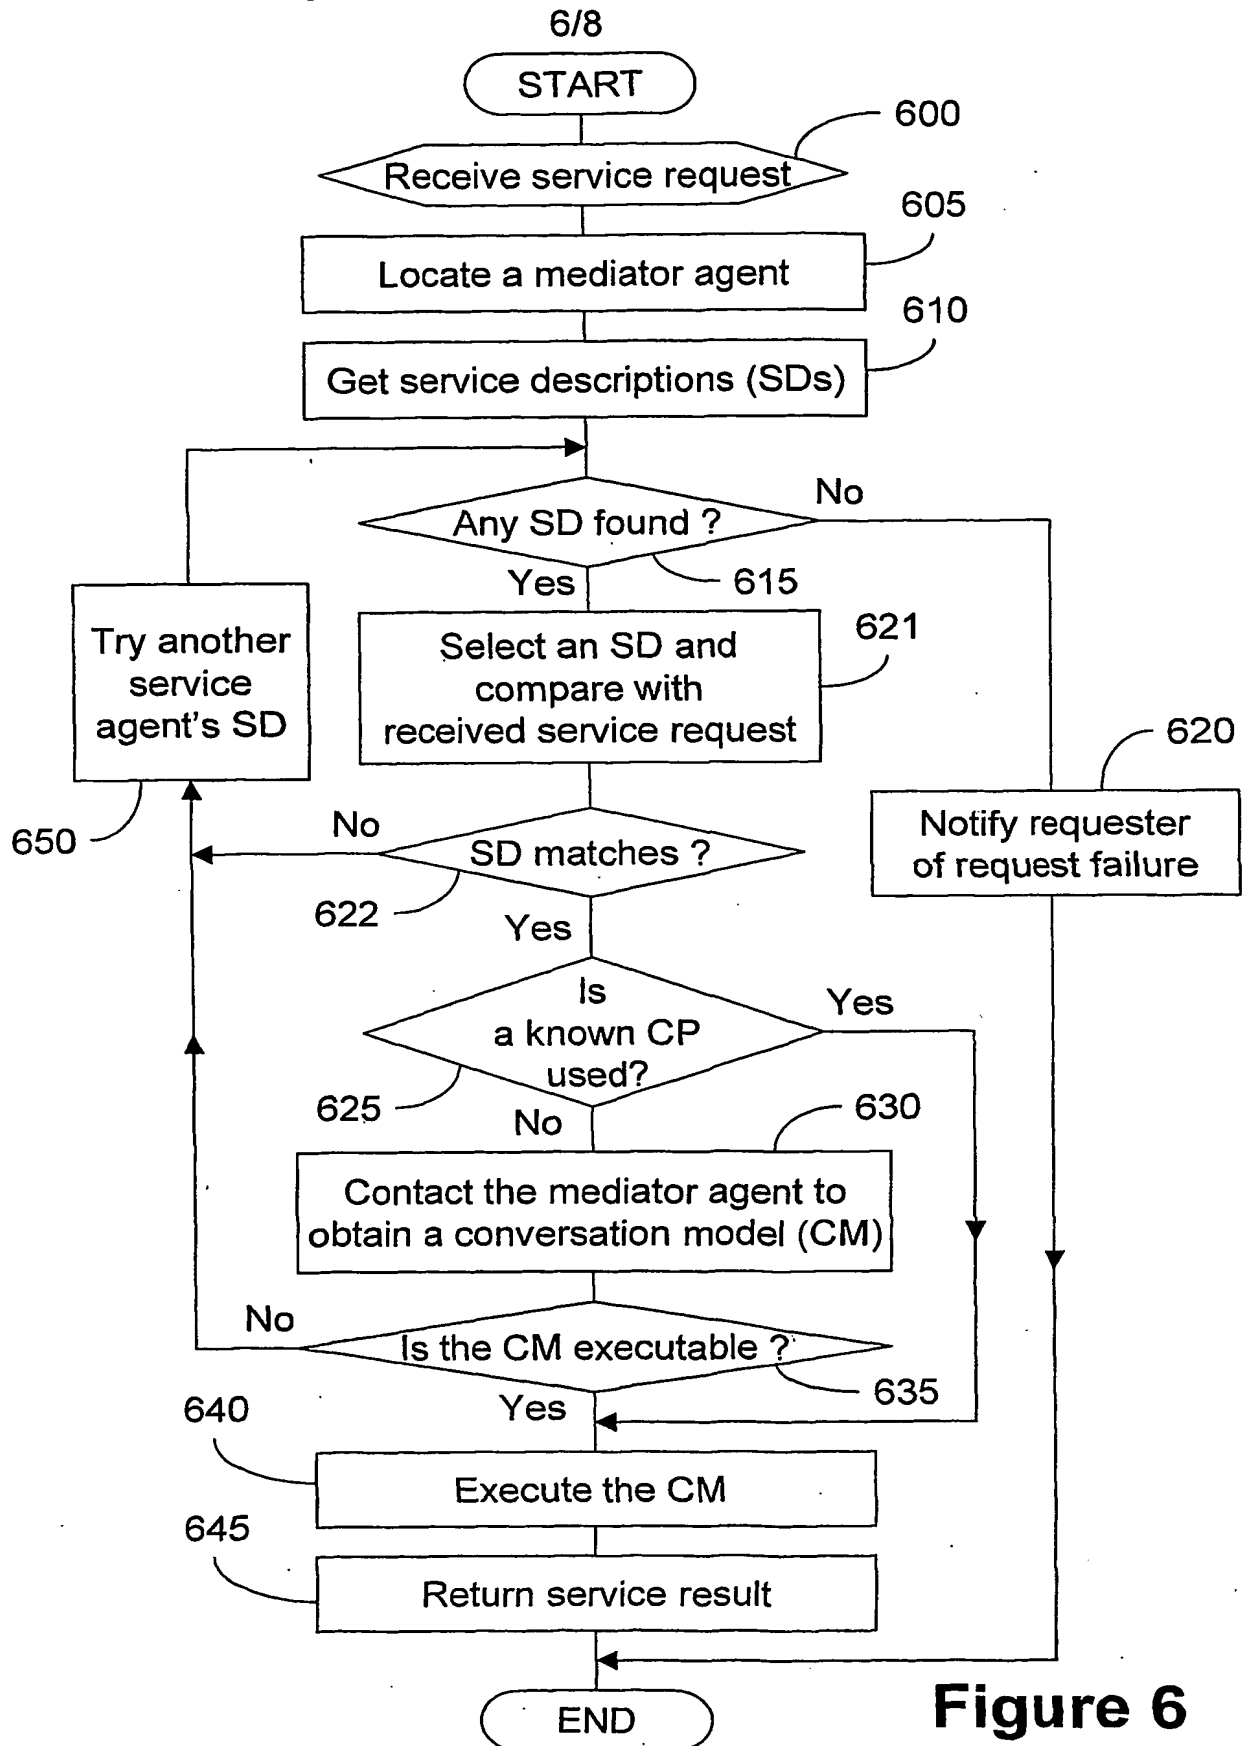 6/8
START
600
Receive service request
605
Locate a mediator agent
610
Get service descriptions (SDs)
No
Any SD found ?
615
Yes
621
Select an SD and
compare with
received service request
Try another
service
agent's SD
650
620
Notify requester
of request failure
No
SD matches ?
622
Yes
Is
a known CP
used?
Yes
625
No
630
Contact the mediator agent to
obtain a conversation model (CM)
No
Is the CM executable ?
635
Yes
640
Execute the CM
645
Return service result
END
Figure 6